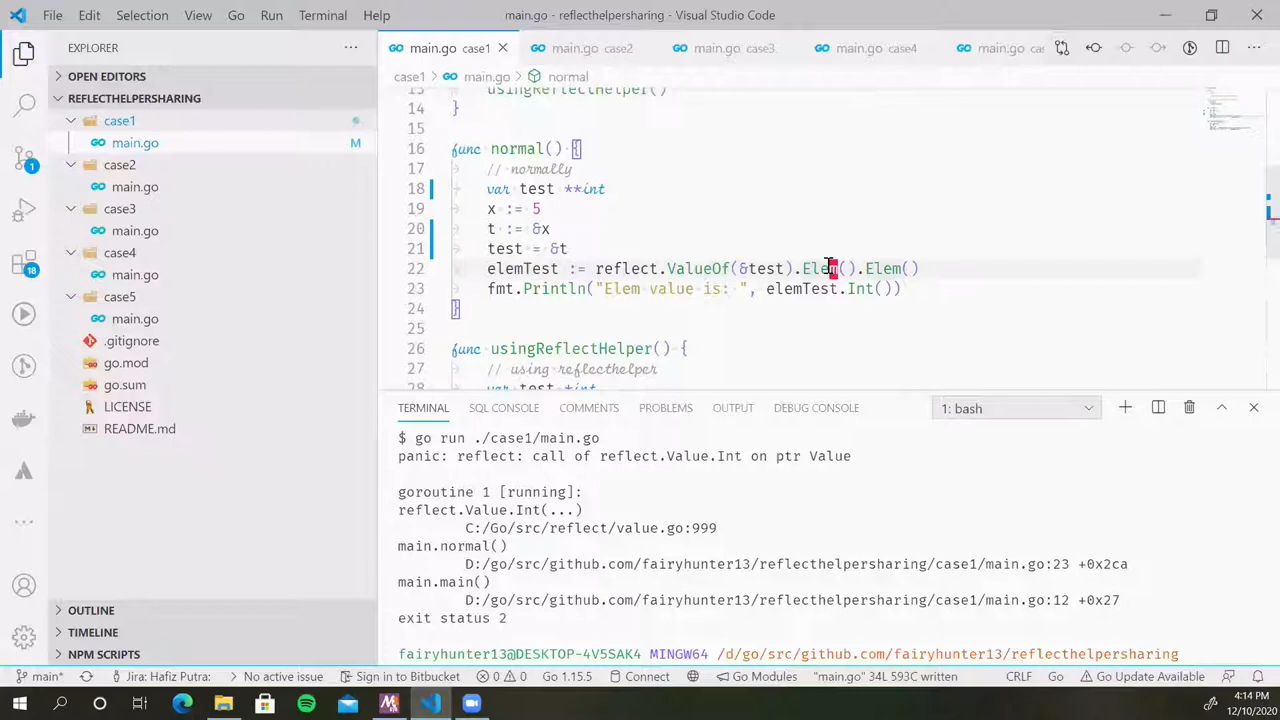 File Edit Selection View Go Run Terminal Help main.go - reflecthelpersharing - Visual Studio Code
EXPLORER
main.go case1 main.go case2 main.go case3 main.go case4 main.go cas
OPEN EDITORS
case1 main.go normal
REFLECTHELPERSHARING
case1
main.go M
case2
main.go
case3
main.go
case4
main.go
case5
main.go
.gitignore
go.mod
go.sum
LICENSE
README.md
OUTLINE
TIMELINE
NPM SCRIPTS
1
18
13 usingReflectHelper()
14 }
15
16 func normal() {
17 // normally
18 var test **int
19 x := 5
20 t := &x
21 test = &t
22 elemTest := reflect.ValueOf(&test).Elem().Elem()
23 fmt.Println("Elem value is: ", elemTest.Int())
24 }
25
26 func usingReflectHelper() {
27 // using reflecthelper
28 var test *int
TERMINAL SQL CONSOLE COMMENTS PROBLEMS OUTPUT DEBUG CONSOLE 1: bash
$ go run ./case1/main.go
panic: reflect: call of reflect.Value.Int on ptr Value
goroutine 1 [running]:
reflect.Value.Int(...)
C:/Go/src/reflect/value.go:999
main.normal()
D:/go/src/github.com/fairyhunter13/reflecthelpersharing/case1/main.go:23 +0x2ca
main.main()
D:/go/src/github.com/fairyhunter13/reflecthelpersharing/case1/main.go:12 +0x27
exit status 2
fairyhunter13@DESKTOP-4V5SAK4 MINGW64 /d/go/src/github.com/fairyhunter13/reflecthelpersharing
main* Jira: Hafiz Putra: No active issue Sign in to Bitbucket 0 0 Go 1.15.5 Connect Go Modules "main.go" 34L 593C written CRLF Go Update Available
4:14 PM
12/10/2020